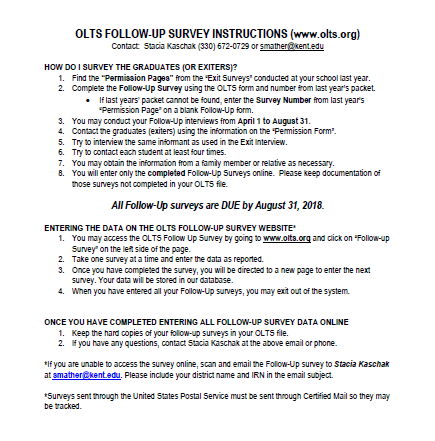 OLTS FOLLOW-UP SURVEY INSTRUCTIONS (www.olts.org)
Contact: Stacia Kaschak (330) 672-0729 or smather@kent.edu
HOW DO I SURVEY THE GRADUATES (OR EXITERS)?
1. Find the "Permission Pages" from the "Exit Surveys" conducted at your school last year.
2. Complete the Follow-Up Survey using the OLTS form and number from last year's packet.
• If last years' packet cannot be found, enter the Survey Number from last year's
"Permission Page" on a blank Follow-Up form.
3. You may conduct your Follow-Up interviews from April 1 to August 31.
4. Contact the graduates (exiters) using the information on the "Permission Form".
5. Try to interview the same informant as used in the Exit Interview.
6. Try to contact each student at least four times.
7. You may obtain the information from a family member or relative as necessary.
8. You will enter only the completed Follow-Up Surveys online. Please keep documentation of
those surveys not completed in your OLTS file.
All Follow-Up surveys are DUE by August 31, 2018.
ENTERING THE DATA ON THE OLTS FOLLOW-UP SURVEY WEBSITE*
1. You may access the OLTS Follow Up Survey by going to www.olts.org and click on "Follow-up
Survey" on the left side of the page.
2. Take one survey at a time and enter the data as reported.
3. Once you have completed the survey, you will be directed to a new page to enter the next
survey. Your data will be stored in our database.
4. When you have entered all your Follow-Up surveys, you may exit out of the system.
ONCE YOU HAVE COMPLETED ENTERING ALL FOLLOW-UP SURVEY DATA ONLINE
1. Keep the hard copies of your follow-up surveys in your OLTS file.
2. If you have any questions, contact Stacia Kaschak at the above email or phone.
*If you are unable to access the survey online, scan and email the Follow-Up survey to Stacia Kaschak
at smather@kent.edu. Please include your district name and IRN in the email subject.
*Surveys sent through the United States Postal Service must be sent through Certified Mail so they may
be tracked.